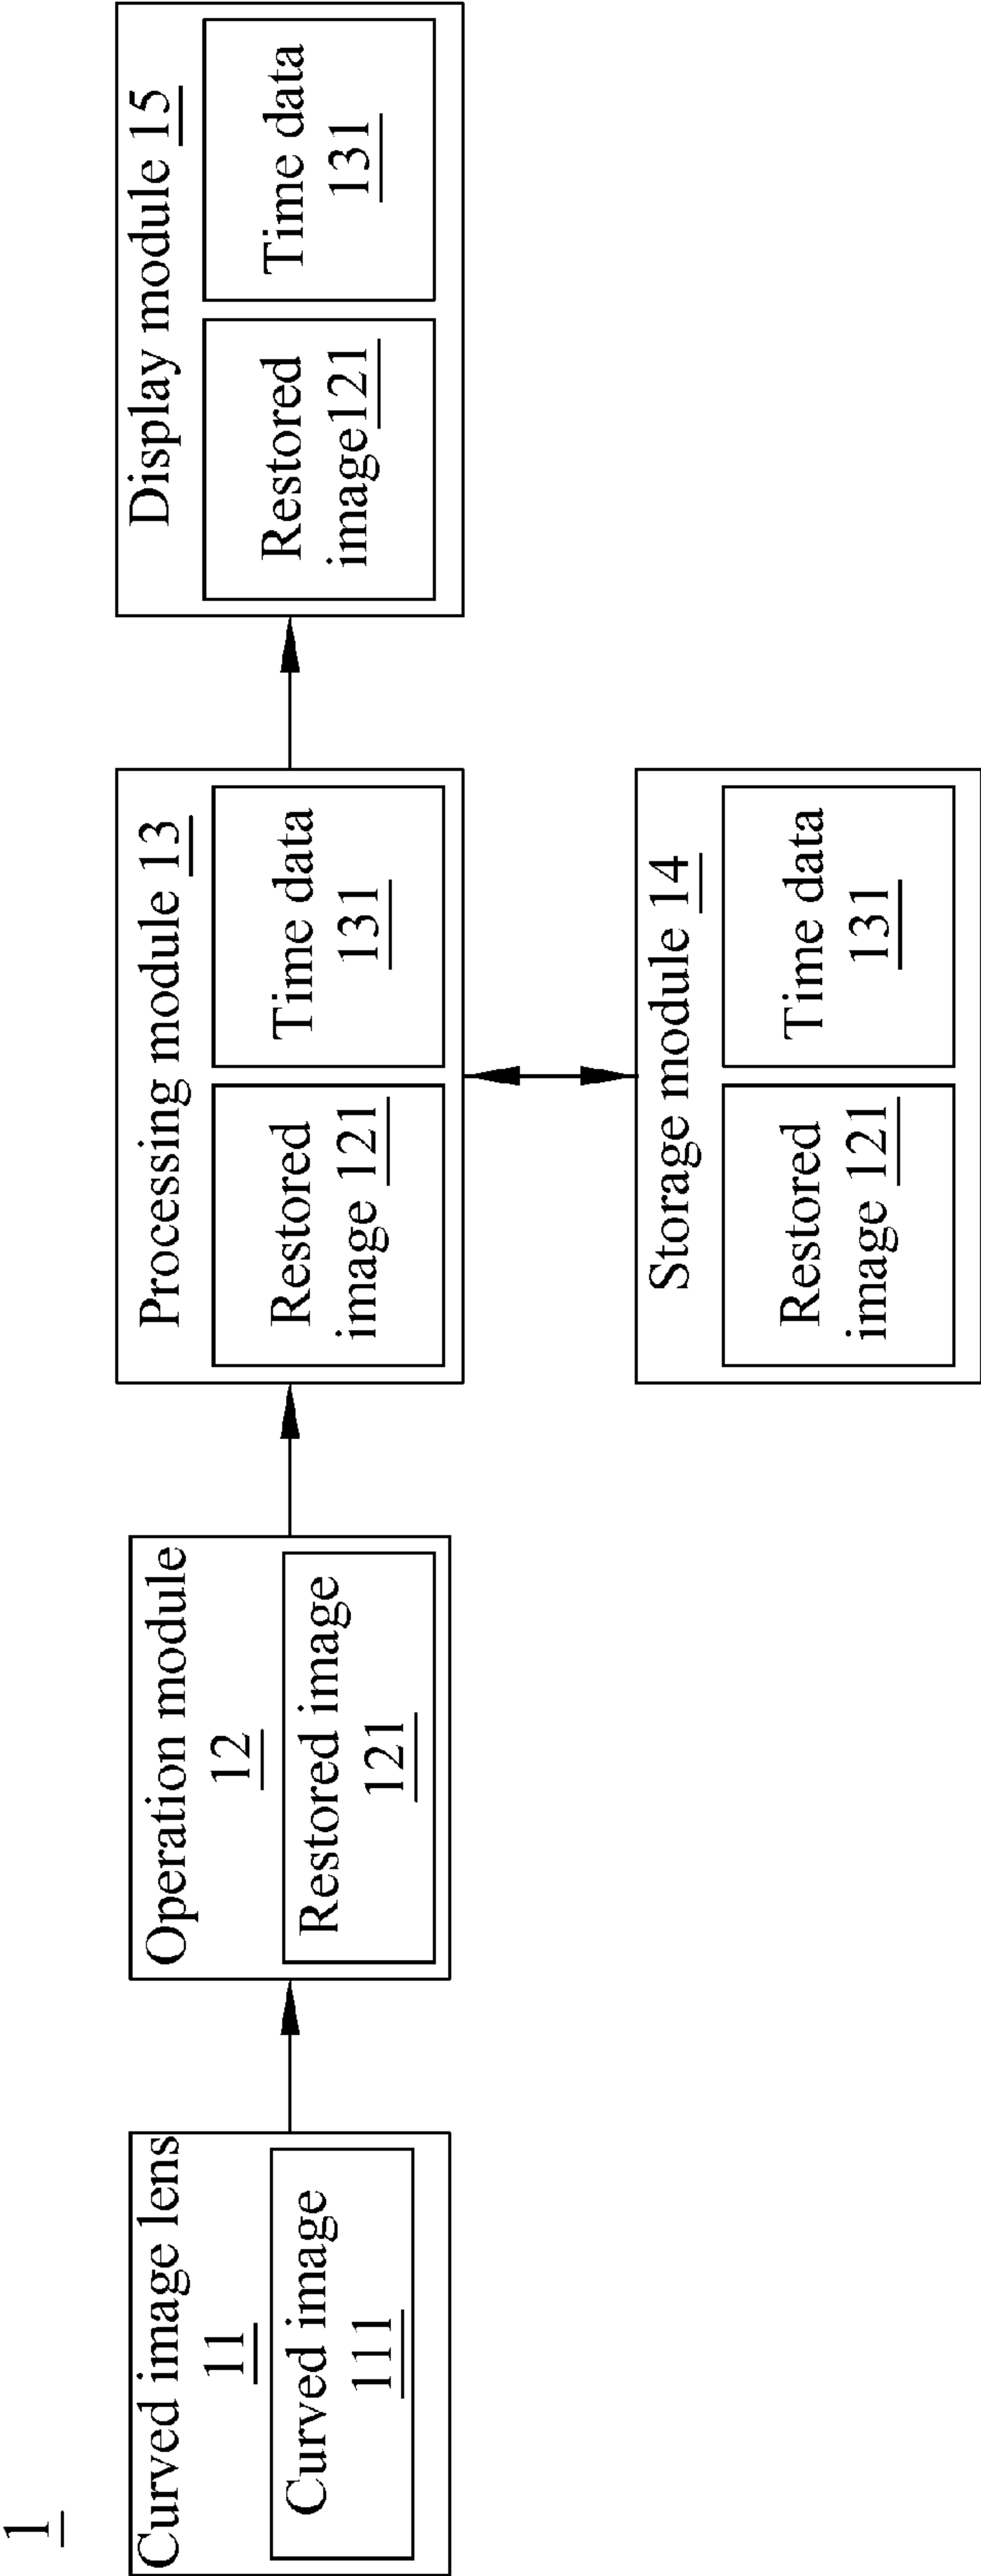 1
Curved image lens
11
Curved image
111
Operation module
12
Restored image
121
Processing module 13
Restored
image 121
Time data
131
Storage module 14
Restored
image 121
Time data
131
Display module 15
Restored
image121
Time data
131